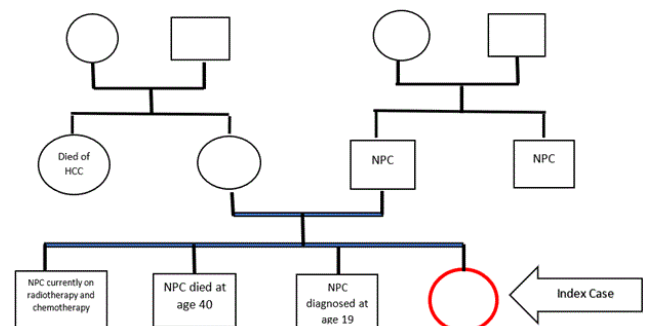 Died of
HCC
NPC
NPC
NPC currently on
radiotherapy and
chemotherapy
NPC died at
age 40
NPC
diagnosed at
age 19
Index Case